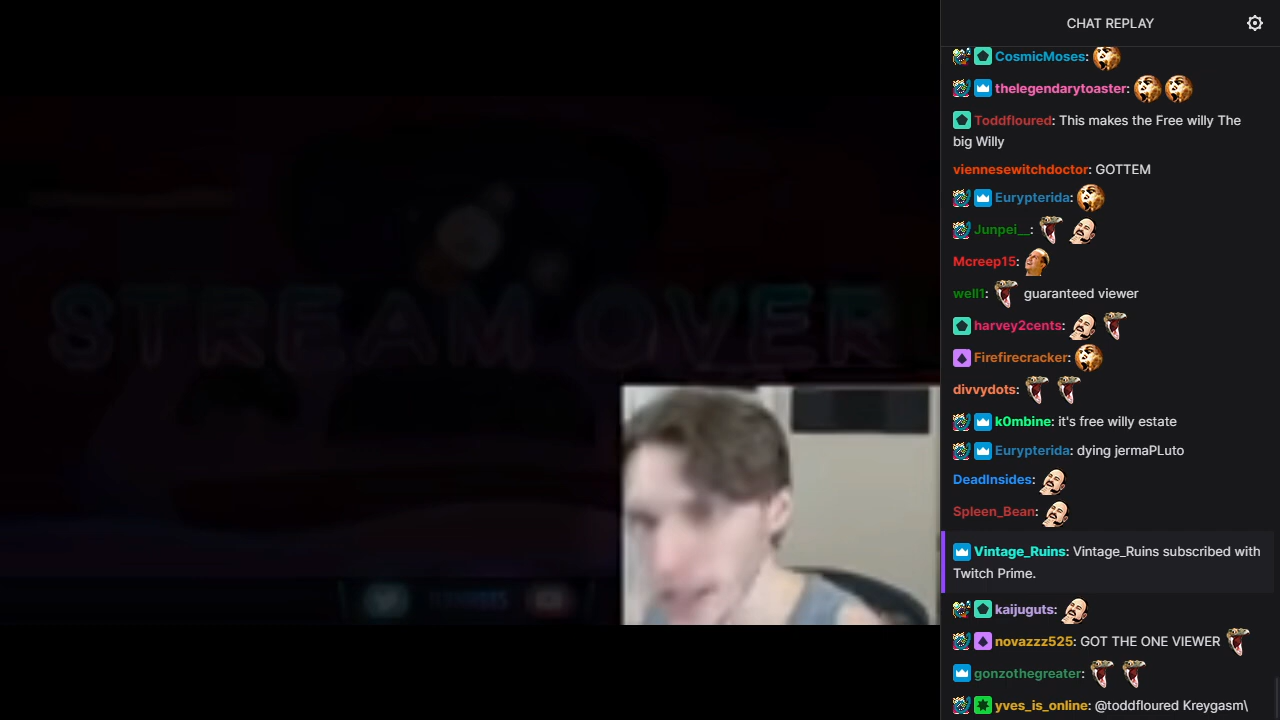 CHAT REPLAY
CosmicMoses:
thelegendarytoaster:
Toddfloured: This makes the Free willy The
big Willy
viennesewitchdoctor: GOTTEM
Eurypterida:
Junpei__:
Mcreep15:
well1: guaranteed viewer
harvey2cents:
Firefirecracker:
divvydots:
k0mbine: it's free willy estate
Eurypterida: dying jermaPLuto
DeadInsides:
Spleen_Bean:
Vintage_Ruins: Vintage_Ruins subscribed with
Twitch Prime.
kaijuguts:
novazzz525: GOT THE ONE VIEWER
gonzothegreater:
yves_is_online: @toddfloured Kreygasm\
STREAM OVER